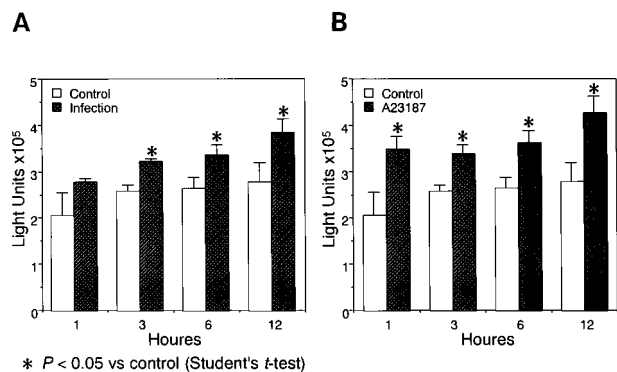 A
B
Light Units x10⁵
5
4
3
2
1
0
Control
Infection
*
*
*
1
3
6
12
Houres
Light Units x10⁵
5
4
3
2
1
0
Control
A23187
*
*
*
*
1
3
6
12
Houres
* P < 0.05 vs control (Student's t-test)